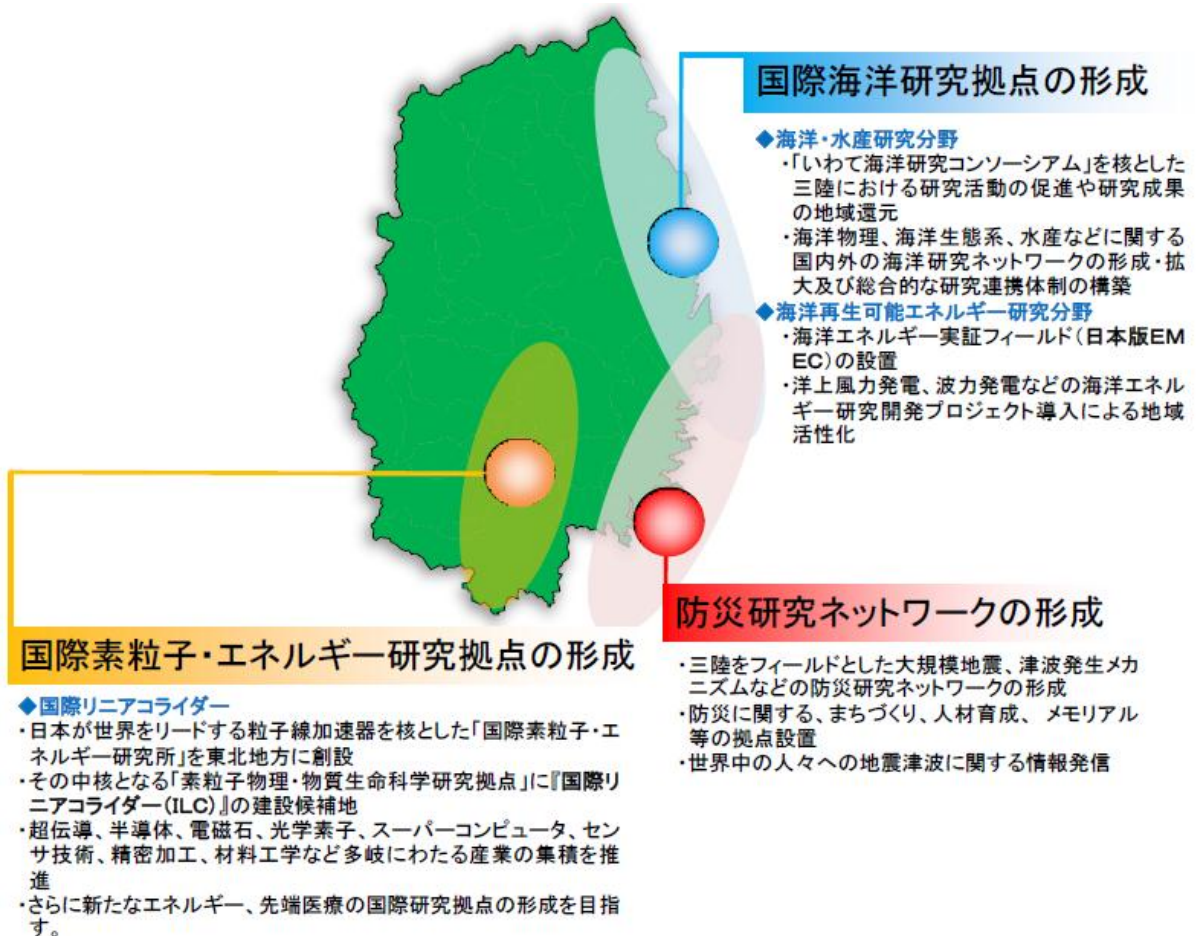 国際海洋研究拠点の形成
◆海洋・水産研究分野
・「いわて海洋研究コンソーシアム」を核とした
三陸における研究活動の促進や研究成果
の地域還元
・海洋物理、海洋生態系、水産などに関する
国内外の海洋研究ネットワークの形成・拡
大及び総合的な研究連携体制の構築
◆海洋再生可能エネルギー研究分野
・海洋エネルギー実証フィールド(日本版EM
EC)の設置
・洋上風力発電、波力発電などの海洋エネル
ギー研究開発プロジェクト導入による地域
活性化
防災研究ネットワークの形成
・三陸をフィールドとした大規模地震、津波発生メカ
ニズムなどの防災研究ネットワークの形成
・防災に関する、まちづくり、人材育成、 メモリアル
等の拠点設置
・世界中の人々への地震津波に関する情報発信
国際素粒子・エネルギー研究拠点の形成
◆国際リニアコライダー
・日本が世界をリードする粒子線加速器を核とした「国際素粒子・エ
ネルギー研究所」を東北地方に創設
・その中核となる「素粒子物理・物質生命科学研究拠点」に『国際リ
ニアコライダー(ILC)』の建設候補地
・超伝導、半導体、電磁石、光学素子、スーパーコンピュータ、セン
サ技術、精密加工、材料工学など多岐にわたる産業の集積を推
進
・さらに新たなエネルギー、先端医療の国際研究拠点の形成を目指
す。